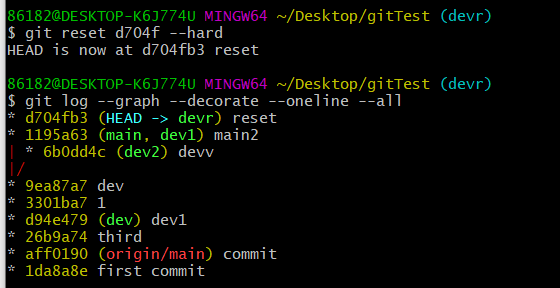 86182@DESKTOP-K6J774U MINGW64 ~/Desktop/gitTest (devr)
$ git reset d704f --hard
HEAD is now at d704fb3 reset
86182@DESKTOP-K6J774U MINGW64 ~/Desktop/gitTest (devr)
$ git log --graph --decorate --oneline --all
* d704fb3 (HEAD -> devr) reset
* 1195a63 (main, dev1) main2
| * 6b0dd4c (dev2) devv
|/
* 9ea87a7 dev
* 3301ba7 1
* d94e479 (dev) dev1
* 26b9a74 third
* aff0190 (origin/main) commit
* 1da8a8e first commit